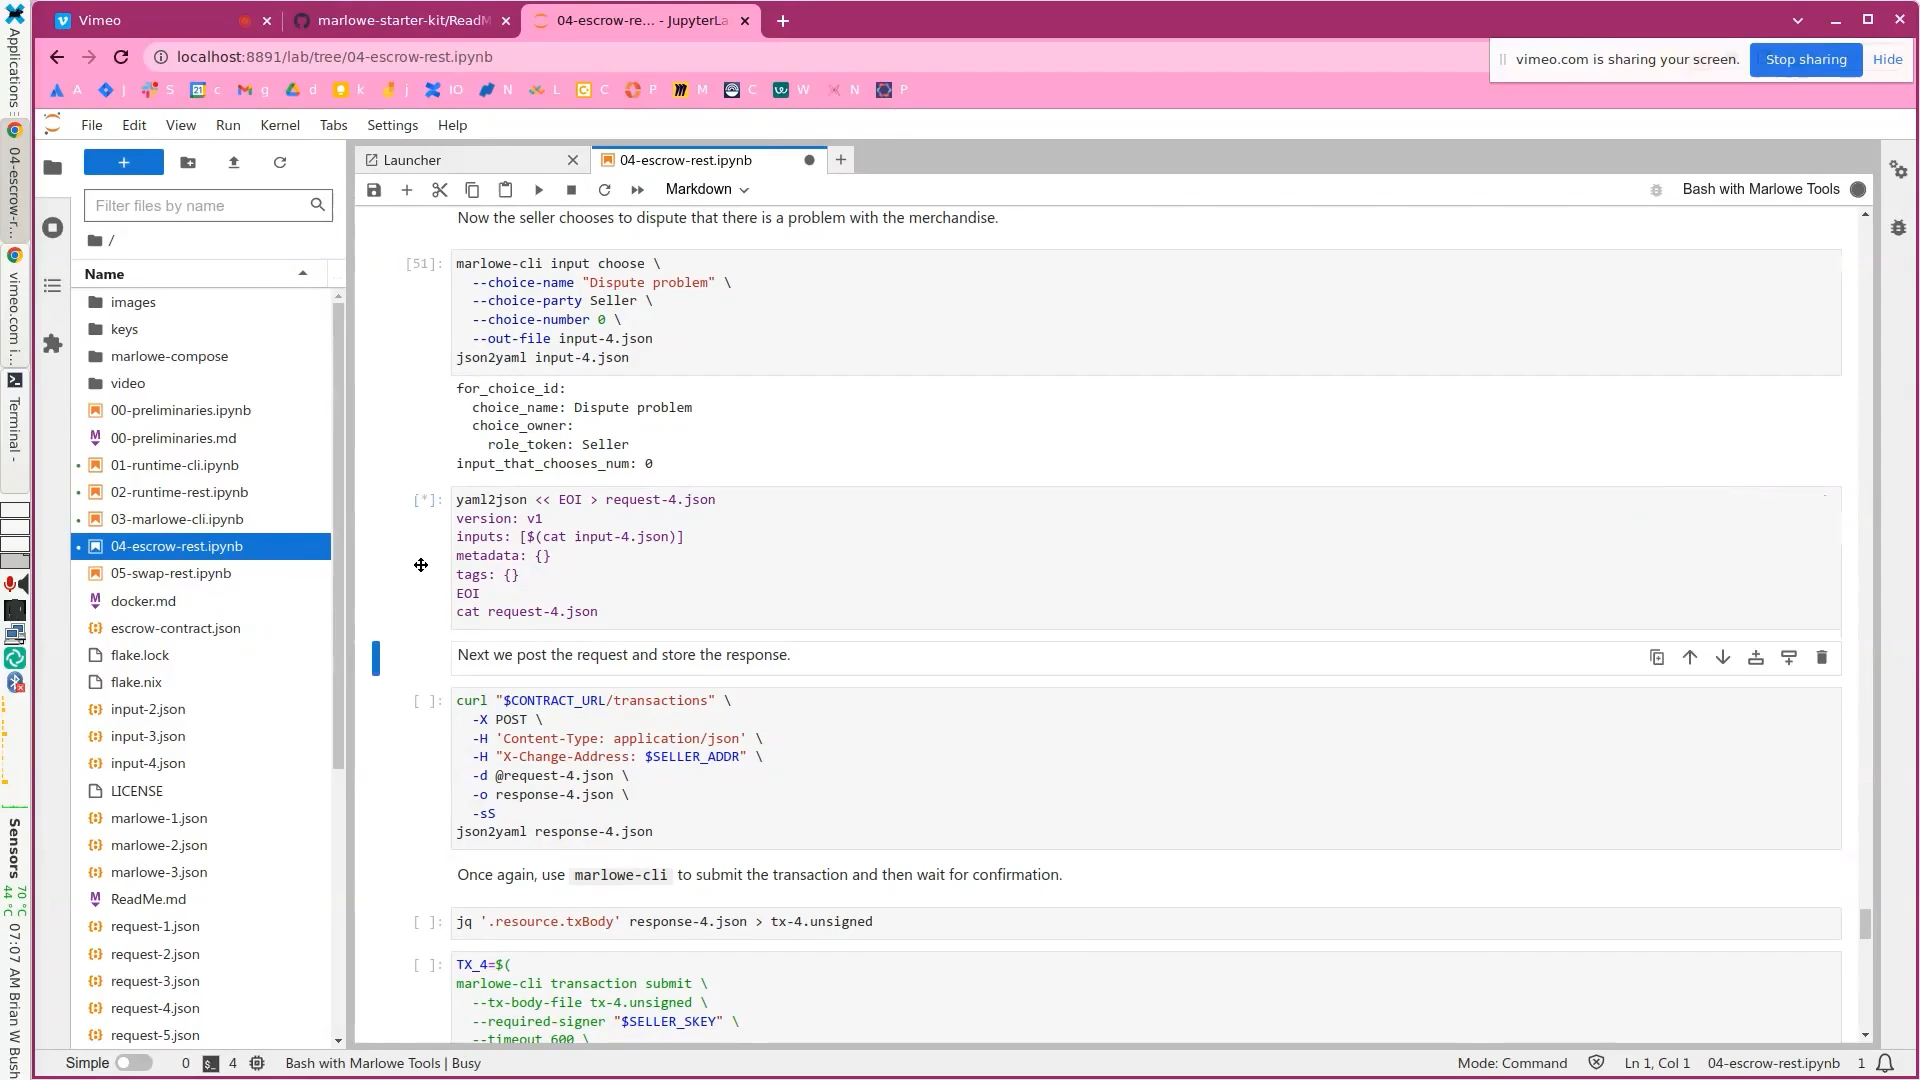 Applications
04-escrow-r...
vimeo.com i...
Terminal -
Sensors
70 °C
44 °C
07:07 AM Brian W Bush
Vimeo
marlowe-starter-kit/ReadM
04-escrow-re... - JupyterLa
localhost:8891/lab/tree/04-escrow-rest.ipynb
vimeo.com is sharing your screen.
Stop sharing
Hide
A J S c g d k j IO N L C P M C W N P
File Edit View Run Kernel Tabs Settings Help
Launcher
04-escrow-rest.ipynb
Markdown
Bash with Marlowe Tools
Filter files by name
/
Name
images
keys
marlowe-compose
video
00-preliminaries.ipynb
00-preliminaries.md
01-runtime-cli.ipynb
02-runtime-rest.ipynb
03-marlowe-cli.ipynb
04-escrow-rest.ipynb
05-swap-rest.ipynb
docker.md
escrow-contract.json
flake.lock
flake.nix
input-2.json
input-3.json
input-4.json
LICENSE
marlowe-1.json
marlowe-2.json
marlowe-3.json
ReadMe.md
request-1.json
request-2.json
request-3.json
request-4.json
request-5.json
Now the seller chooses to dispute that there is a problem with the merchandise.
[51]:
marlowe-cli input choose \
--choice-name "Dispute problem" \
--choice-party Seller \
--choice-number 0 \
--out-file input-4.json
json2yaml input-4.json
for_choice_id:
choice_name: Dispute problem
choice_owner:
role_token: Seller
input_that_chooses_num: 0
[*]:
yaml2json << EOI > request-4.json
version: v1
inputs: [$(cat input-4.json)]
metadata: {}
tags: {}
EOI
cat request-4.json
Next we post the request and store the response.
[ ]:
curl "$CONTRACT_URL/transactions" \
-X POST \
-H 'Content-Type: application/json' \
-H "X-Change-Address: $SELLER_ADDR" \
-d @request-4.json \
-o response-4.json \
-sS
json2yaml response-4.json
Once again, use marlowe-cli to submit the transaction and then wait for confirmation.
[ ]:
jq '.resource.txBody' response-4.json > tx-4.unsigned
[ ]:
TX_4=$(
marlowe-cli transaction submit \
--tx-body-file tx-4.unsigned \
--required-signer "$SELLER_SKEY" \
--timeout 600 \
Simple
0
4
Bash with Marlowe Tools | Busy
Mode: Command
Ln 1, Col 1
04-escrow-rest.ipynb
1